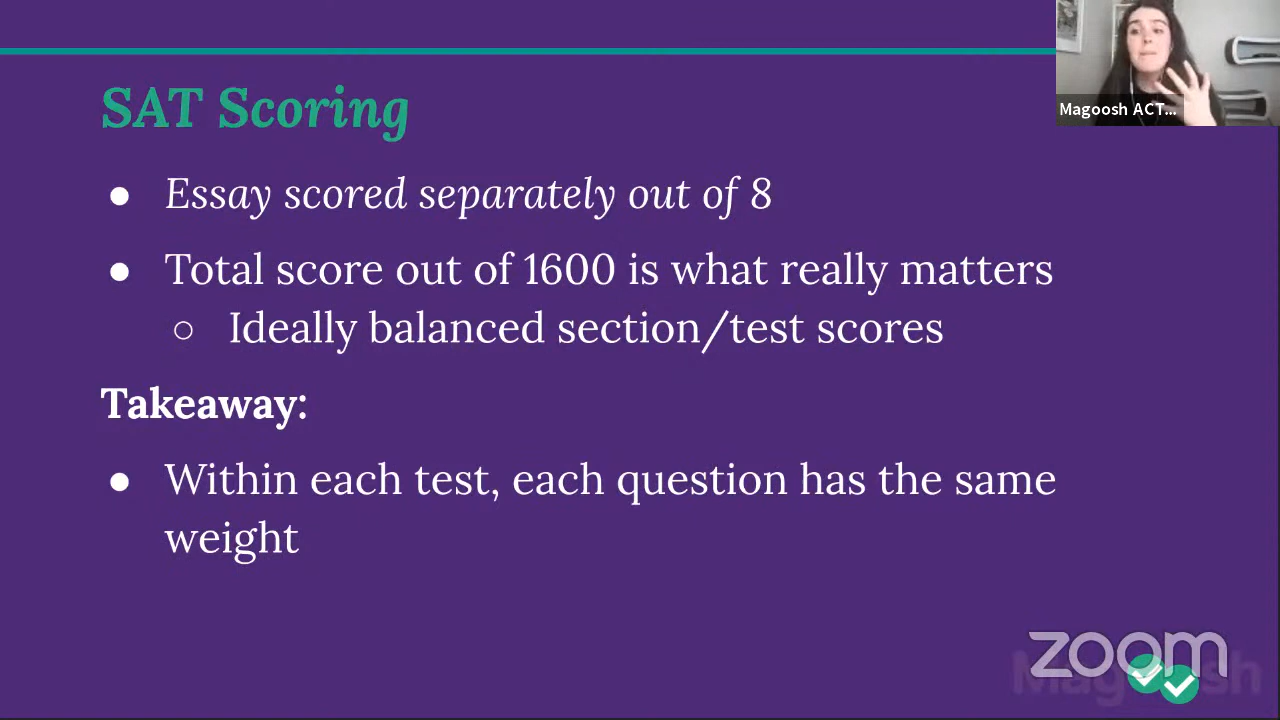 SAT Scoring
Magoosh ACT...
● Essay scored separately out of 8
● Total score out of 1600 is what really matters
○ Ideally balanced section/test scores
Takeaway:
● Within each test, each question has the same
weight
zoom
Magoosh